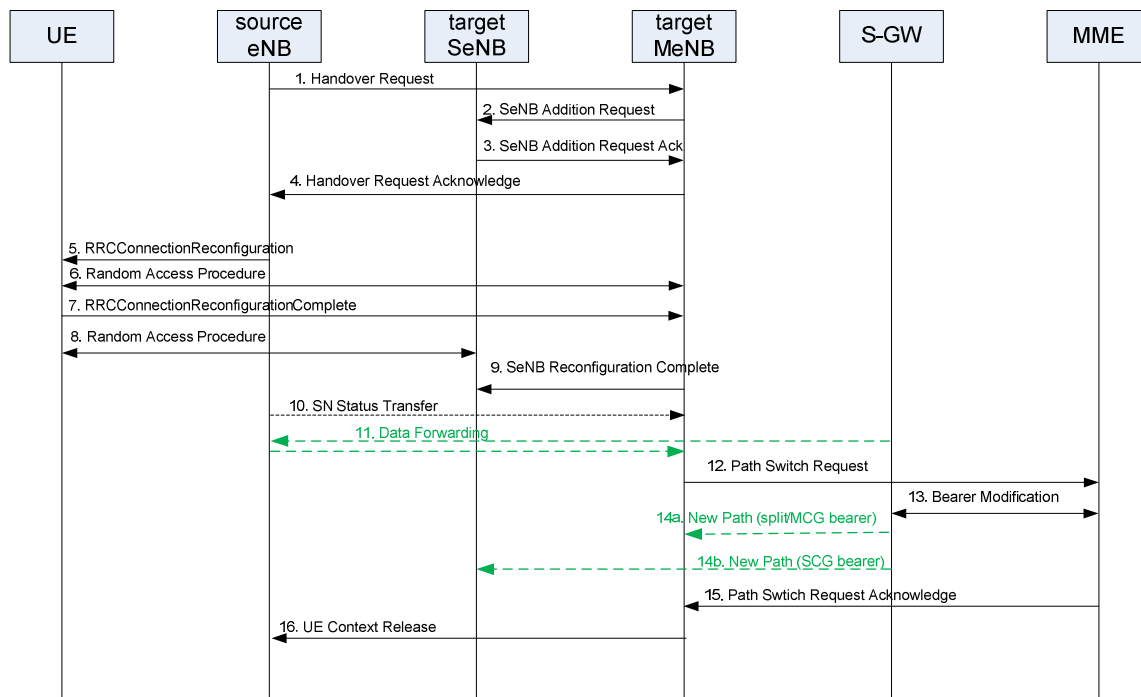 UE
source
eNB
target
SeNB
target
MeNB
S-GW
MME
1. Handover Request
2. SeNB Addition Request
3. SeNB Addition Request Ack
4. Handover Request Acknowledge
5. RRCConnectionReconfiguration
6. Random Access Procedure
7. RRCConnectionReconfigurationComplete
8. Random Access Procedure
9. SeNB Reconfiguration Complete
10. SN Status Transfer
11. Data Forwarding
12. Path Switch Request
13. Bearer Modification
14a. New Path (split/MCG bearer)
14b. New Path (SCG bearer)
15. Path Swtich Request Acknowledge
16. UE Context Release